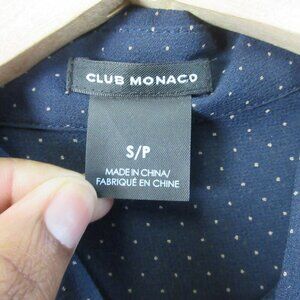 CLUB MONACO
S/P
MADE IN CHINA/
FABRIQUÉ EN CHINE